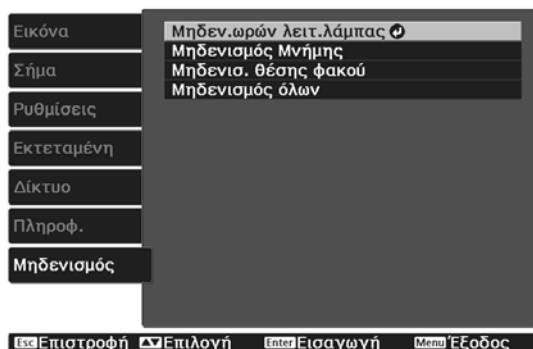 Εικόνα
Σήμα
Ρυθμίσεις
Εκτεταμένη
Δίκτυο
Πληροφ.
Μηδενισμός
Μηδεν.ωρών λειτ.λάμπας
Μηδενισμός Μνήμης
Μηδενισ. θέσης φακού
Μηδενισμός όλων
Esc Επιστροφή Επιλογή Enter Εισαγωγή Menu Έξοδος